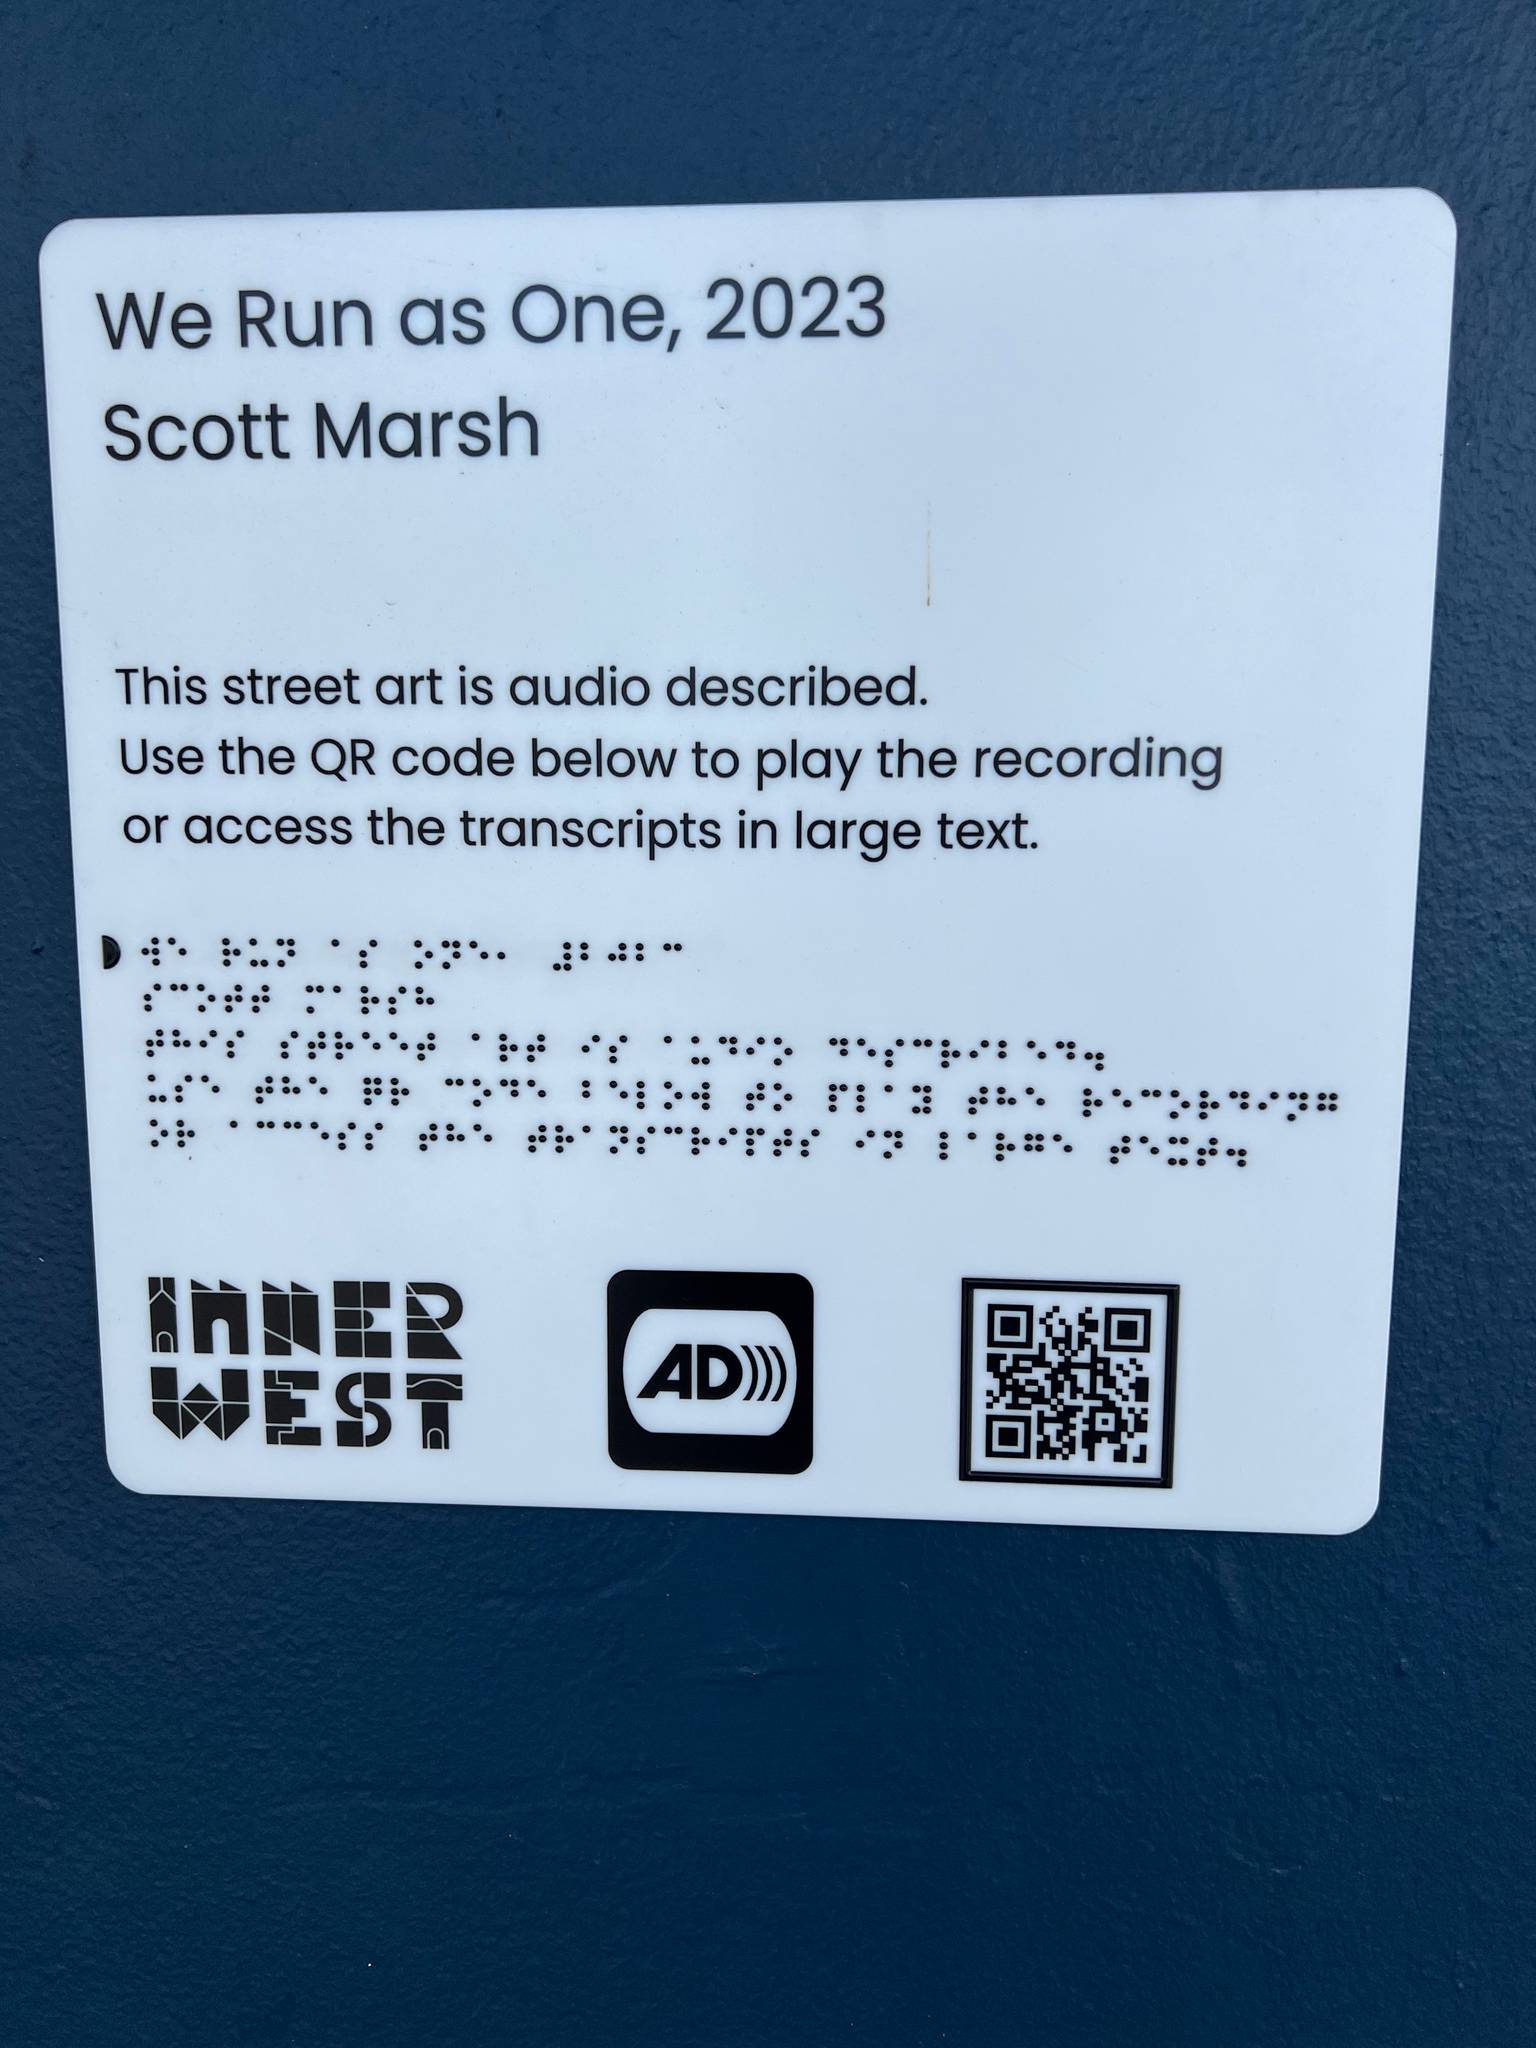 We Run as One, 2023
Scott Marsh
This street art is audio described.
Use the QR code below to play the recording
or access the transcripts in large text.
INNER
WEST
AD